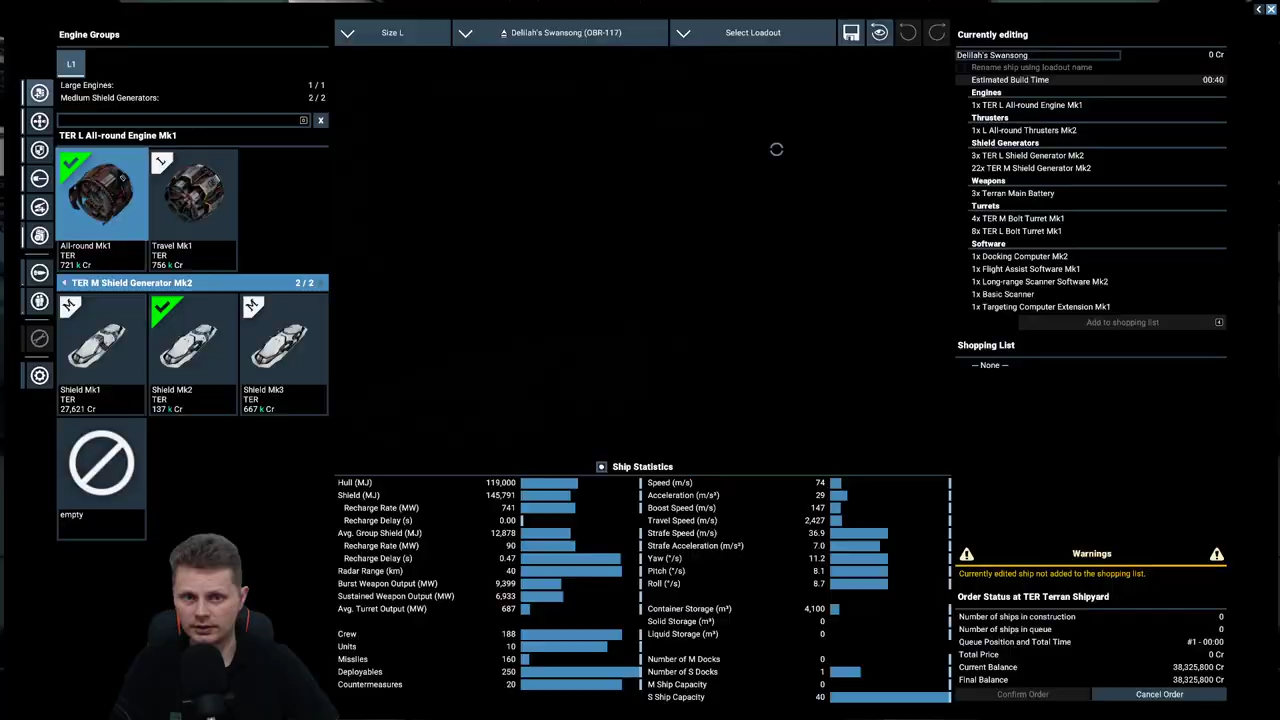 Engine Groups
L1
Large Engines: 1 / 1
Medium Shield Generators: 2 / 2
x
TER L All-round Engine Mk1
L
All-round Mk1
TER
721 k Cr
Travel Mk1
TER
756 k Cr
TER M Shield Generator Mk2 2 / 2
M
M
Shield Mk1
TER
27,621 Cr
Shield Mk2
TER
137 k Cr
Shield Mk3
TER
667 k Cr
empty
Size L
Delilah's Swansong (OBR-117)
Select Loadout
Ship Statistics
Hull (MJ) 119,000
Shield (MJ) 145,791
Recharge Rate (MW) 741
Recharge Delay (s) 0.00
Avg. Group Shield (MJ) 12,878
Recharge Rate (MW) 90
Recharge Delay (s) 0.47
Radar Range (km) 40
Burst Weapon Output (MW) 9,399
Sustained Weapon Output (MW) 6,933
Avg. Turret Output (MW) 687
Crew 188
Units 10
Missiles 160
Deployables 250
Countermeasures 20
Speed (m/s) 74
Acceleration (m/s²) 29
Boost Speed (m/s) 147
Travel Speed (m/s) 2,427
Strafe Speed (m/s) 36.9
Strafe Acceleration (m/s²) 7.0
Yaw (°/s) 11.2
Pitch (°/s) 8.1
Roll (°/s) 8.7
Container Storage (m³) 4,100
Solid Storage (m³) 0
Liquid Storage (m³) 0
Number of M Docks 0
Number of S Docks 1
M Ship Capacity 0
S Ship Capacity 40
Currently editing
Delilah's Swansong 0 Cr
Rename ship using loadout name
Estimated Build Time 00:40
Engines
1x TER L All-round Engine Mk1
Thrusters
1x L All-round Thrusters Mk2
Shield Generators
3x TER L Shield Generator Mk2
22x TER M Shield Generator Mk2
Weapons
3x Terran Main Battery
Turrets
4x TER M Bolt Turret Mk1
8x TER L Bolt Turret Mk1
Software
1x Docking Computer Mk2
1x Flight Assist Software Mk1
1x Long-range Scanner Software Mk2
1x Basic Scanner
1x Targeting Computer Extension Mk1
Add to shopping list
Shopping List
— None —
Warnings
Currently edited ship not added to the shopping list.
Order Status at TER Terran Shipyard
Number of ships in construction 0
Number of ships in queue 0
Queue Position and Total Time #1 - 00:00
Total Price 0 Cr
Current Balance 38,325,800 Cr
Final Balance 38,325,800 Cr
Confirm Order
Cancel Order